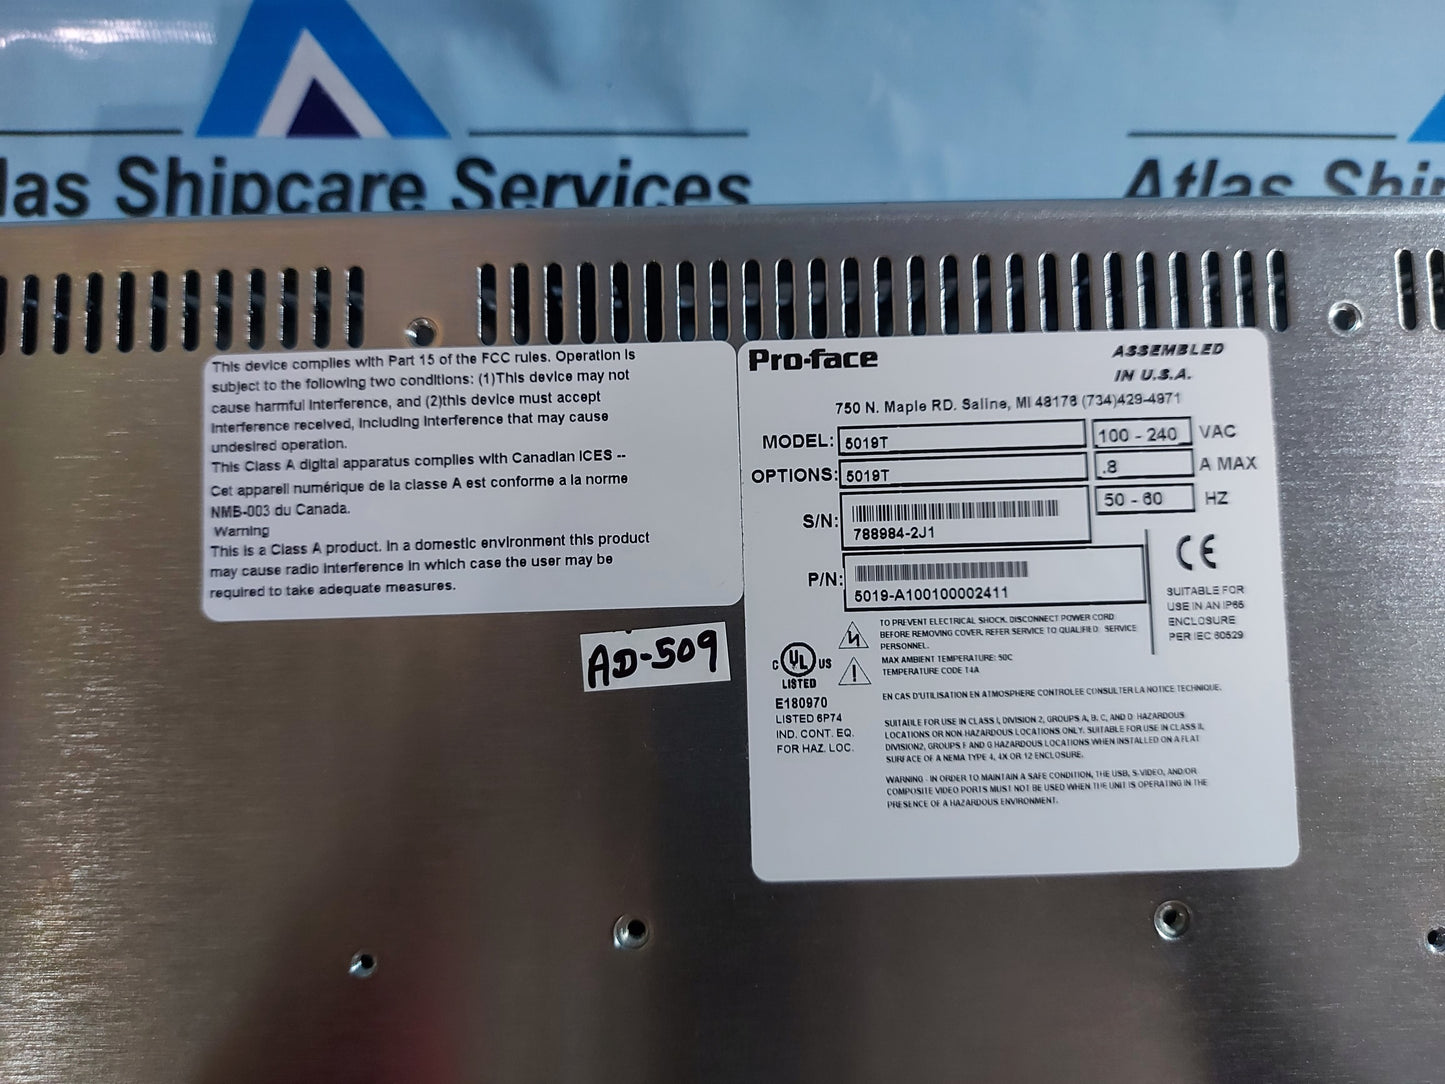 las Shipcare Services
Atlas Ship
This device complies with Part 15 of the FCC rules. Operation is
subject to the following two conditions: (1)This device may not
cause harmful interference, and (2)this device must accept
interference received, including interference that may cause
undesired operation.
This Class A digital apparatus complies with Canadian ICES --
Cet appareil numérique de la classe A est conforme a la norme
NMB-003 du Canada.
Warning
This is a Class A product. In a domestic environment this product
may cause radio interference in which case the user may be
required to take adequate measures.
AD-509
Pro-face
ASSEMBLED
IN U.S.A.
750 N. Maple RD. Saline, MI 48176 (734)429-4971
MODEL: 5019T 100 - 240 VAC
OPTIONS: 5019T .8 A MAX
50 - 60 HZ
S/N: 788984-2J1
P/N: 5019-A100100002411
CE
SUITABLE FOR
USE IN AN IP65
ENCLOSURE
PER IEC 60529
TO PREVENT ELECTRICAL SHOCK, DISCONNECT POWER CORD
BEFORE REMOVING COVER. REFER SERVICE TO QUALIFIED SERVICE
PERSONNEL.
MAX AMBIENT TEMPERATURE: 50C
TEMPERATURE CODE T4A
C UL US
LISTED
E180970
LISTED 6P74
IND. CONT. EQ.
FOR HAZ. LOC.
EN CAS D'UTILISATION EN ATMOSPHERE CONTROLEE CONSULTER LA NOTICE TECHNIQUE.
SUITABLE FOR USE IN CLASS I, DIVISION 2, GROUPS A, B, C, AND D HAZARDOUS
LOCATIONS OR NON-HAZARDOUS LOCATIONS ONLY. SUITABLE FOR USE IN CLASS II,
DIVISION2, GROUPS F AND G HAZARDOUS LOCATIONS WHEN INSTALLED ON A FLAT
SURFACE OF A NEMA TYPE 4, 4X OR 12 ENCLOSURE.
WARNING - IN ORDER TO MAINTAIN A SAFE CONDITION, THE USB, S-VIDEO, AND/OR
COMPOSITE VIDEO PORTS MUST NOT BE USED WHEN THE UNIT IS OPERATING IN THE
PRESENCE OF A HAZARDOUS ENVIRONMENT.